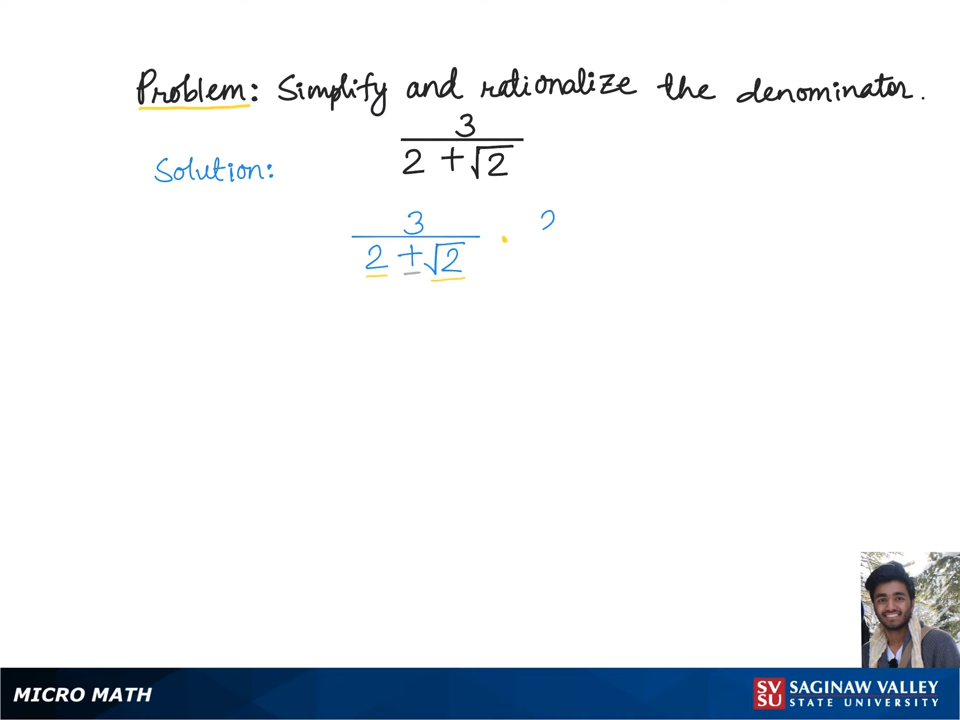 Problem: Simplify and rationalize the denominator.
3
2 + √2
Solution:
3
2 + √2 · 2
MICRO MATH
SVSU SAGINAW VALLEY STATE UNIVERSITY